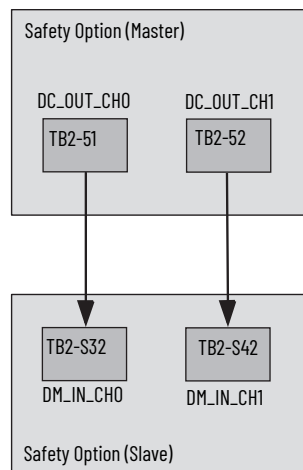 Safety Option (Master)
DC_OUT_CH0 DC_OUT_CH1
TB2-51 TB2-52
TB2-S32 TB2-S42
DM_IN_CH0 DM_IN_CH1
Safety Option (Slave)